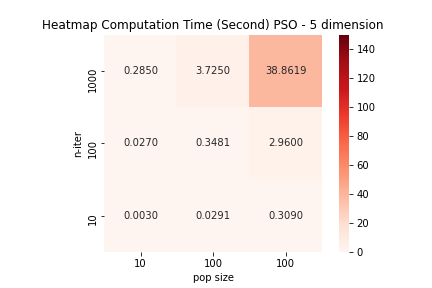 Heatmap Computation Time (Second) PSO - 5 dimension
n-iter
1000
0.2850 3.7250 38.8619
100
0.0270 0.3481 2.9600
10
0.0030 0.0291 0.3090
10 100 100
pop size
140
120
100
80
60
40
20
0